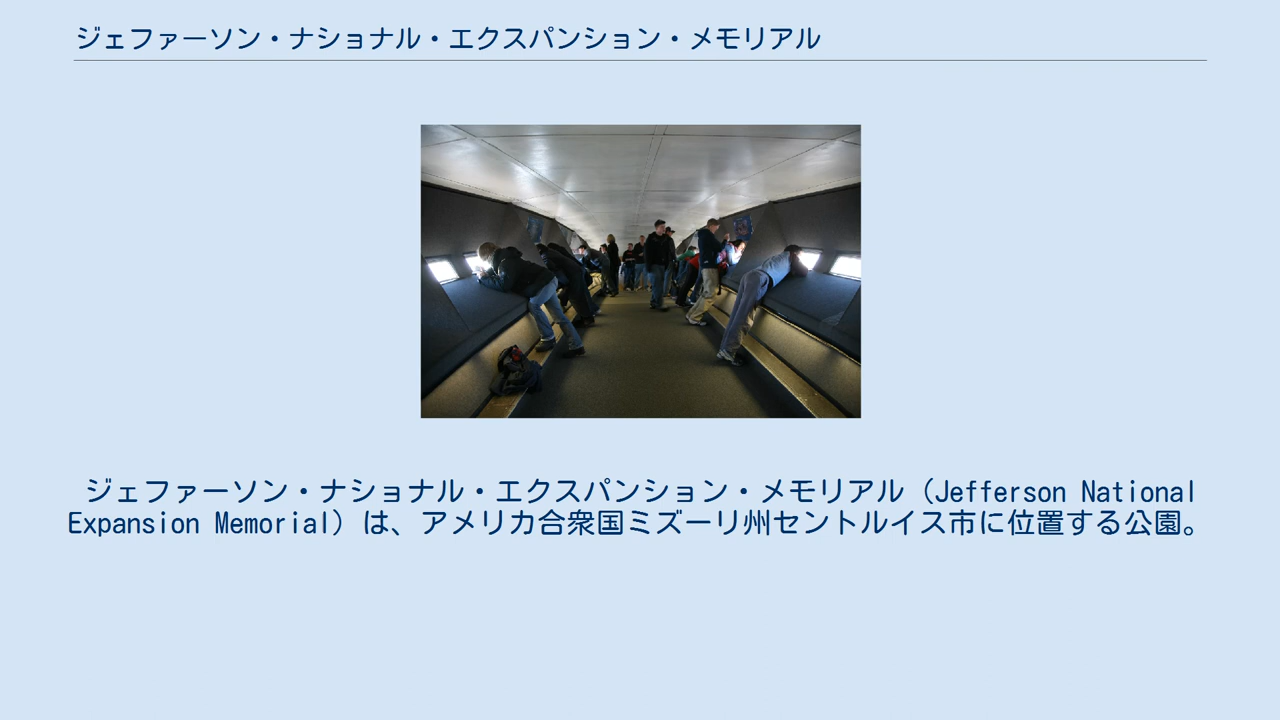 ジェファーソン・ナショナル・エクスパンション・メモリアル
ジェファーソン・ナショナル・エクスパンション・メモリアル（Jefferson National
Expansion Memorial）は、アメリカ合衆国ミズーリ州セントルイス市に位置する公園。